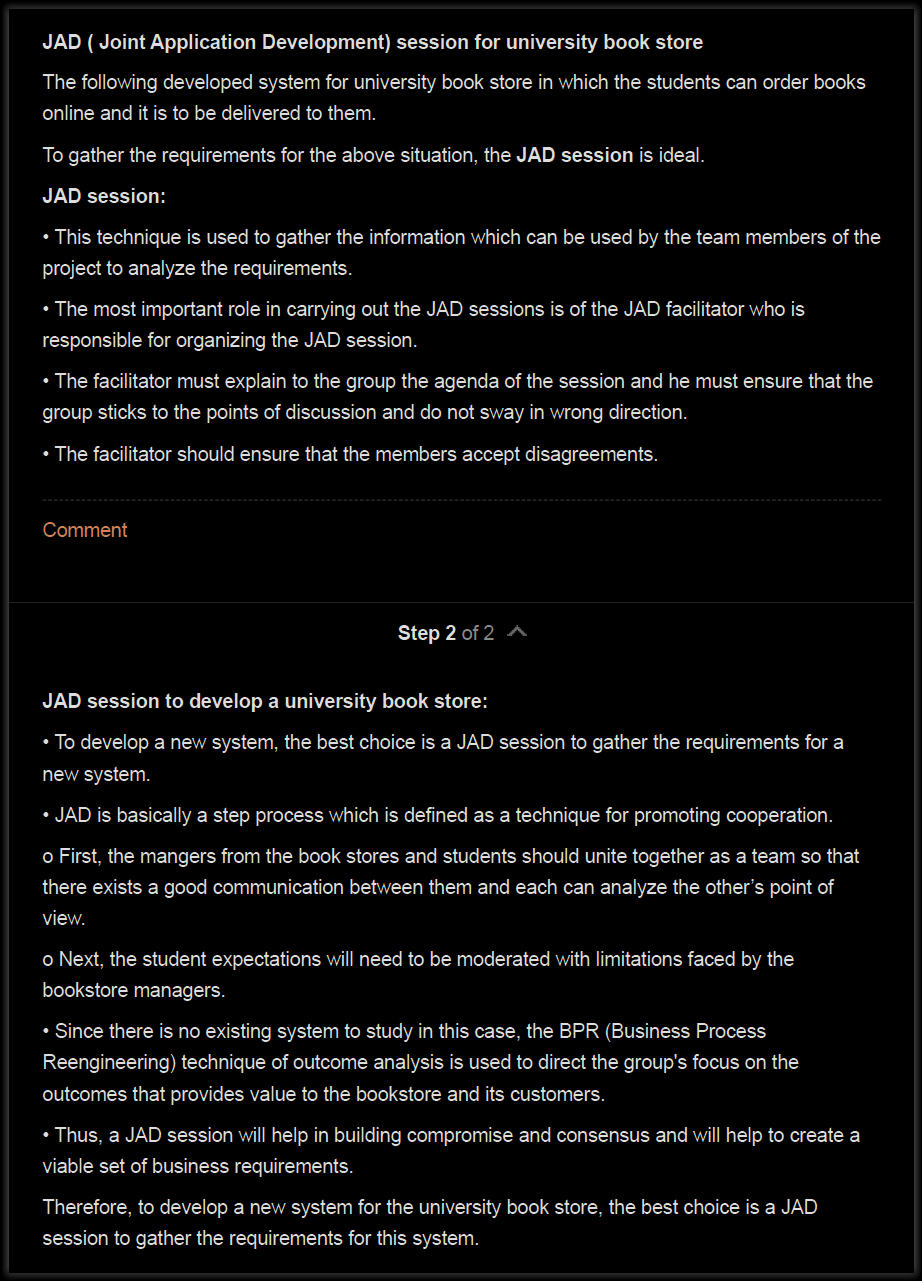 JAD ( Joint Application Development) session for university book store
The following developed system for university book store in which the students can order books
online and it is to be delivered to them.
To gather the requirements for the above situation, the JAD session is ideal.
JAD session:
• This technique is used to gather the information which can be used by the team members of the
project to analyze the requirements.
• The most important role in carrying out the JAD sessions is of the JAD facilitator who is
responsible for organizing the JAD session.
• The facilitator must explain to the group the agenda of the session and he must ensure that the
group sticks to the points of discussion and do not sway in wrong direction.
• The facilitator should ensure that the members accept disagreements.
Comment
Step 2 of 2
JAD session to develop a university book store:
• To develop a new system, the best choice is a JAD session to gather the requirements for a
new system.
• JAD is basically a step process which is defined as a technique for promoting cooperation.
o First, the mangers from the book stores and students should unite together as a team so that
there exists a good communication between them and each can analyze the other’s point of
view.
o Next, the student expectations will need to be moderated with limitations faced by the
bookstore managers.
• Since there is no existing system to study in this case, the BPR (Business Process
Reengineering) technique of outcome analysis is used to direct the group's focus on the
outcomes that provides value to the bookstore and its customers.
• Thus, a JAD session will help in building compromise and consensus and will help to create a
viable set of business requirements.
Therefore, to develop a new system for the university book store, the best choice is a JAD
session to gather the requirements for this system.